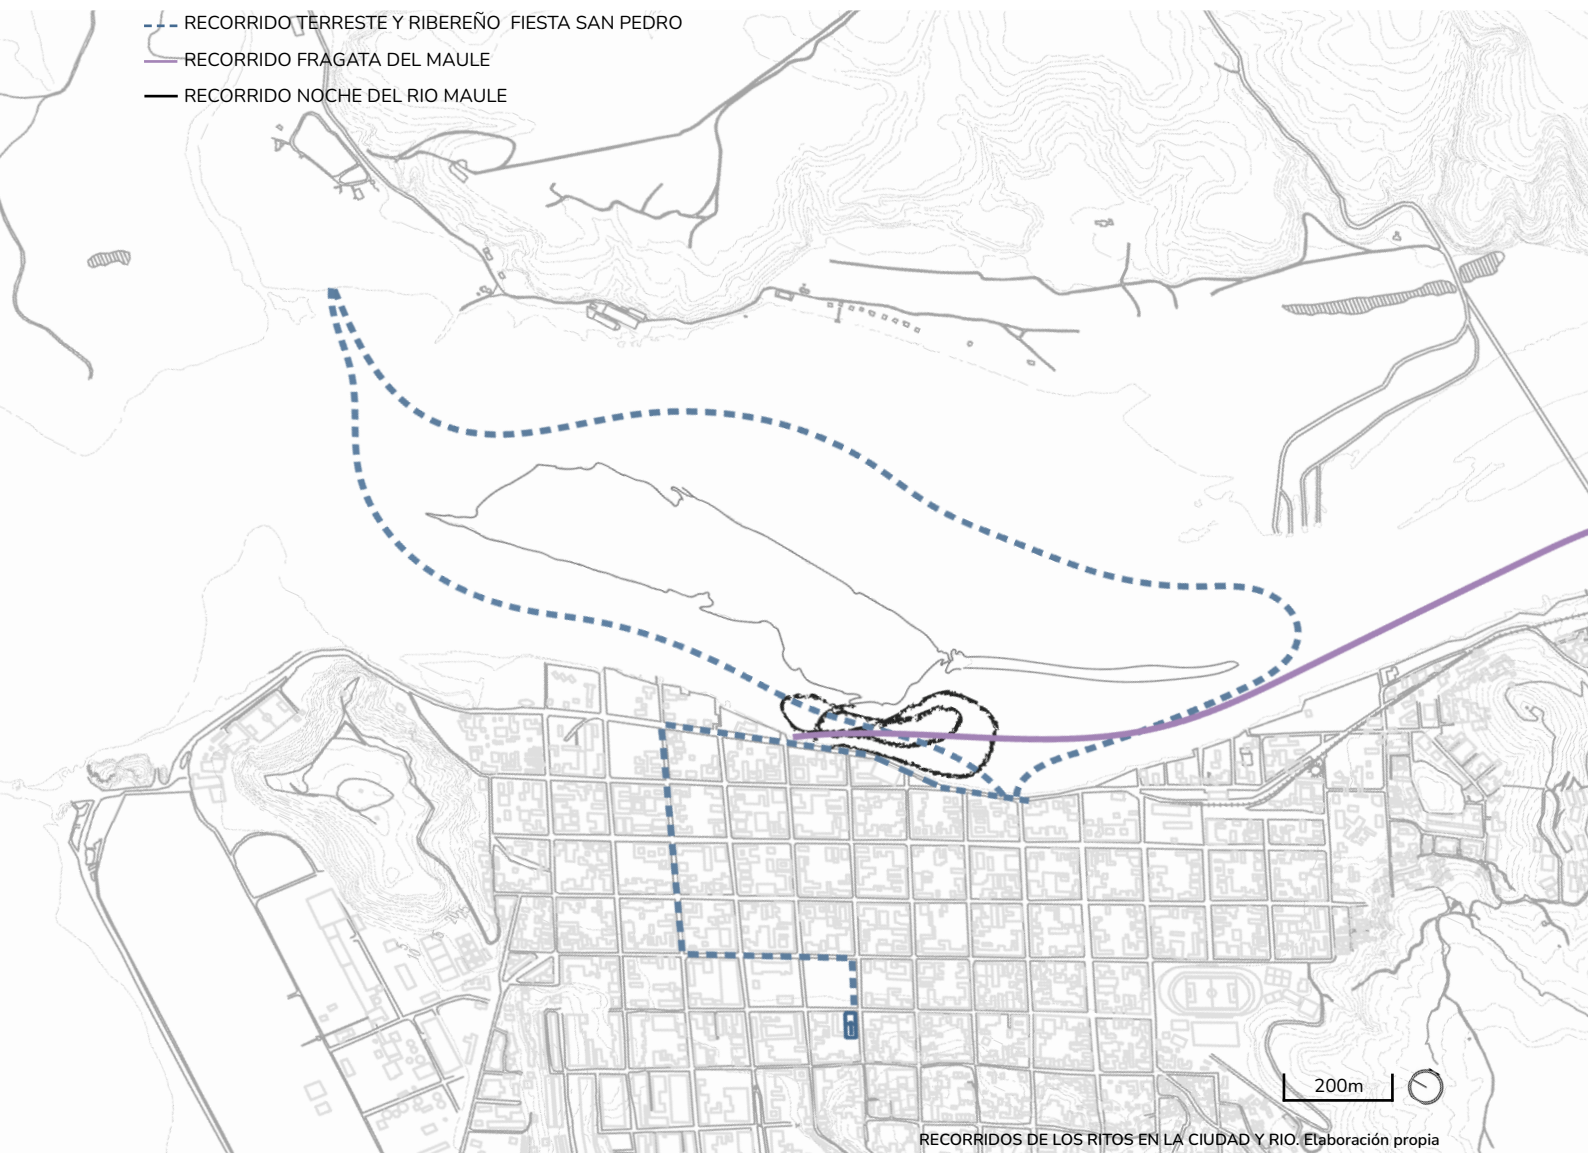 RECORRIDO TERRESTE Y RIBEREÑO  FIESTA SAN PEDRO
RECORRIDO FRAGATA DEL MAULE
RECORRIDO NOCHE DEL RIO MAULE
200m
RECORRIDOS DE LOS RITOS EN LA CIUDAD Y RIO. Elaboración propia